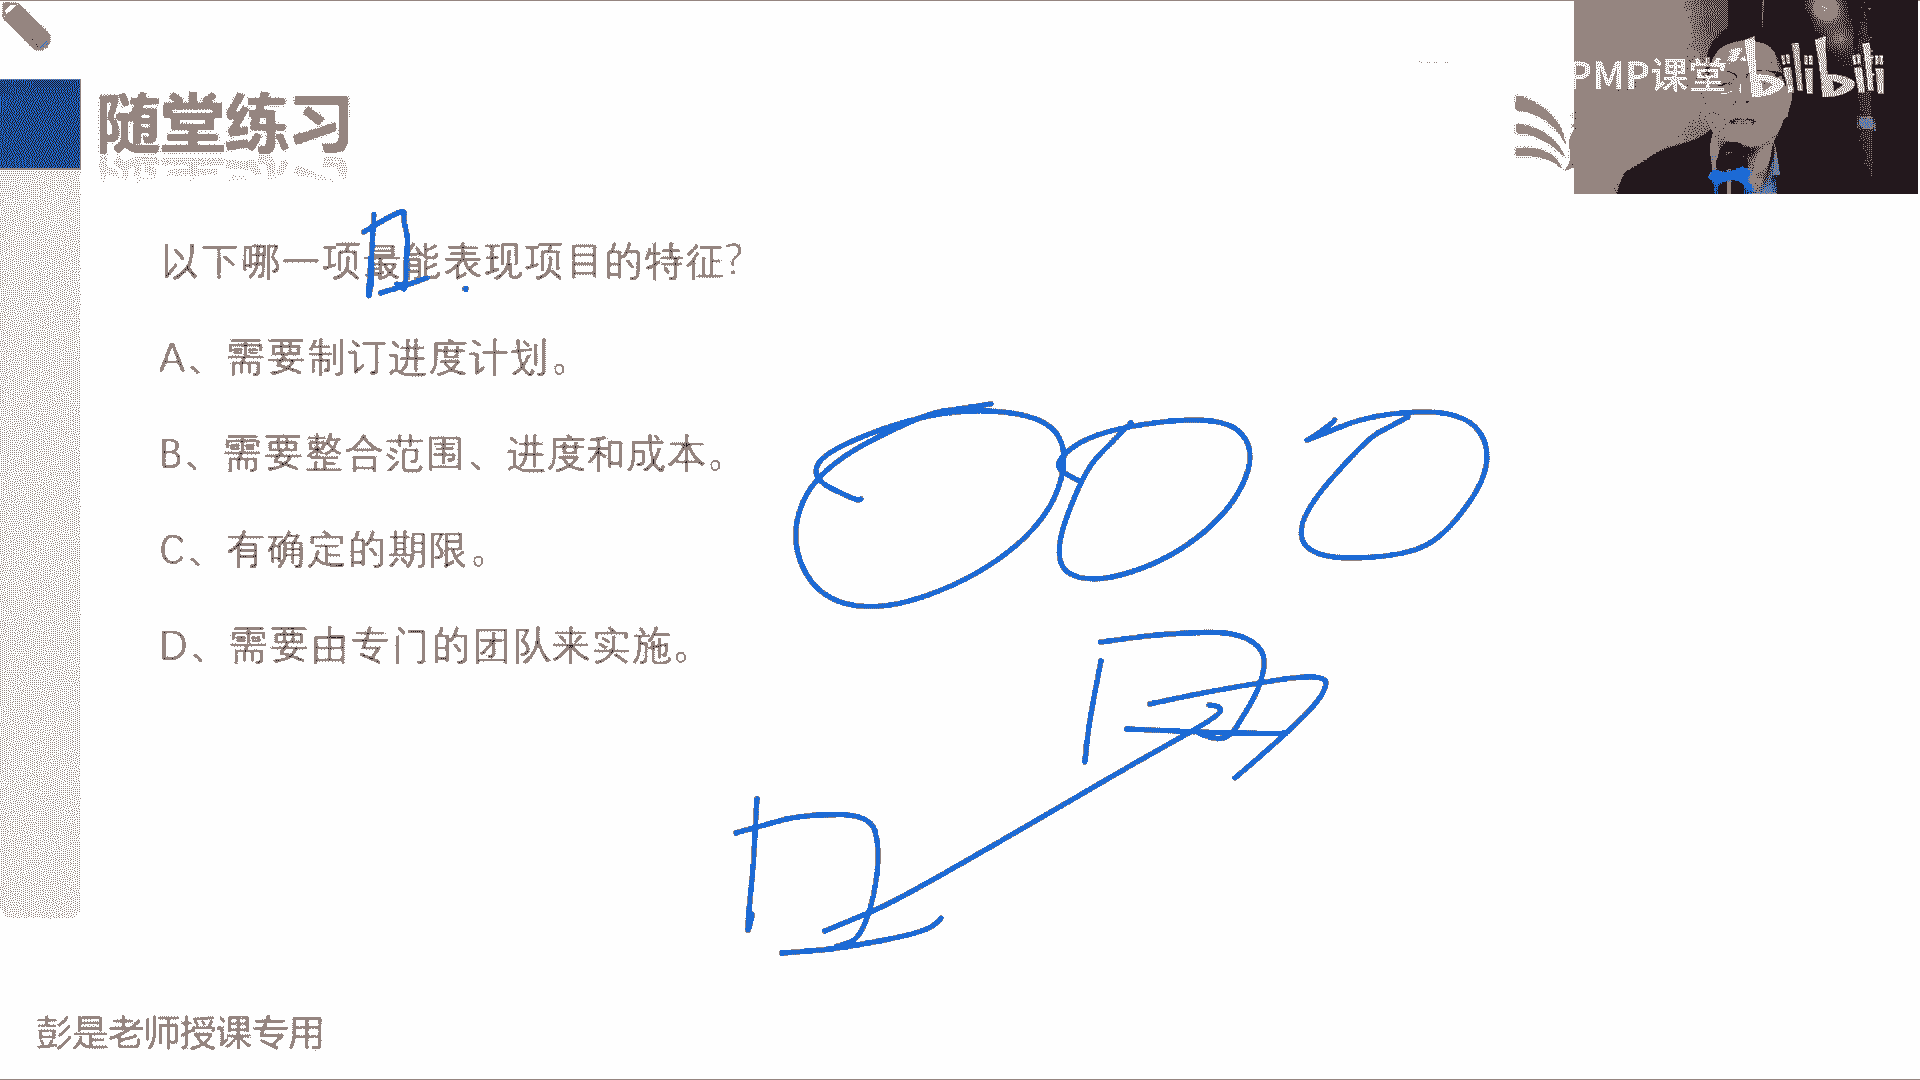 PMP课堂 bilibili
随堂练习
以下哪一项最能表现项目的特征？
A、需要制订进度计划。
B、需要整合范围、进度和成本。
C、有确定的期限。
D、需要由专门的团队来实施。
彭是老师授课专用